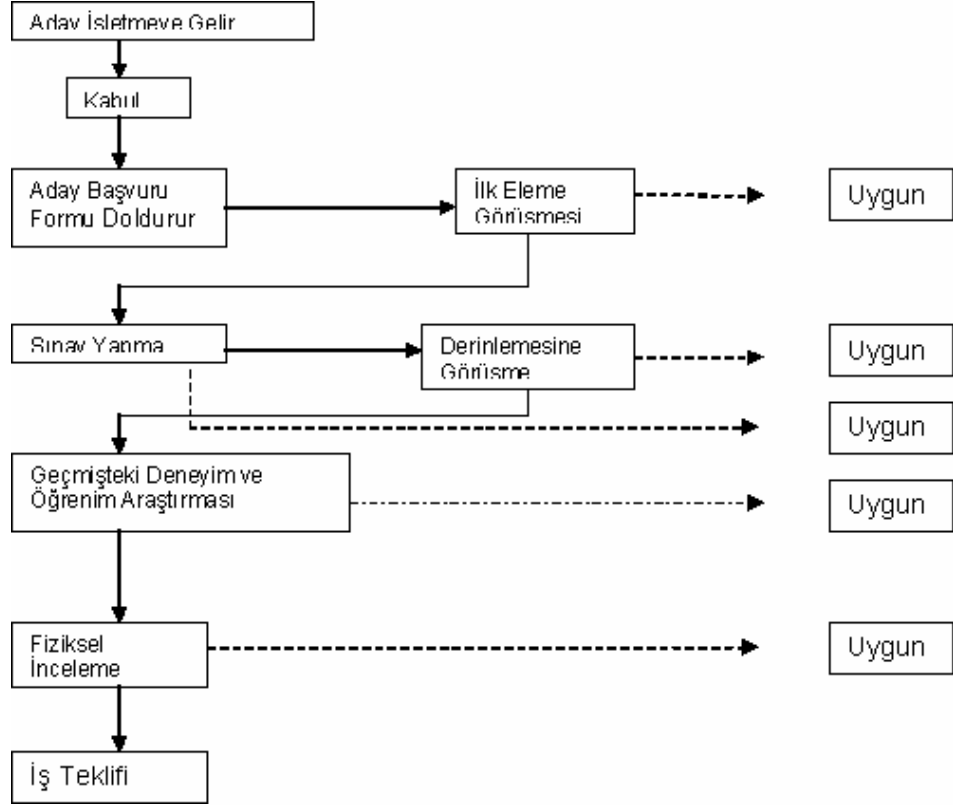 Aday İşletmeye Gelir
Kabul
Aday Başvuru
Formu Doldurur
İlk Eleme
Görüşmesi
Uygun
Sınav Yapma
Derinlemesine
Görüşme
Uygun
Uygun
Geçmişteki Deneyim ve
Öğrenim Araştırması
Uygun
Fiziksel
İnceleme
Uygun
İş Teklifi